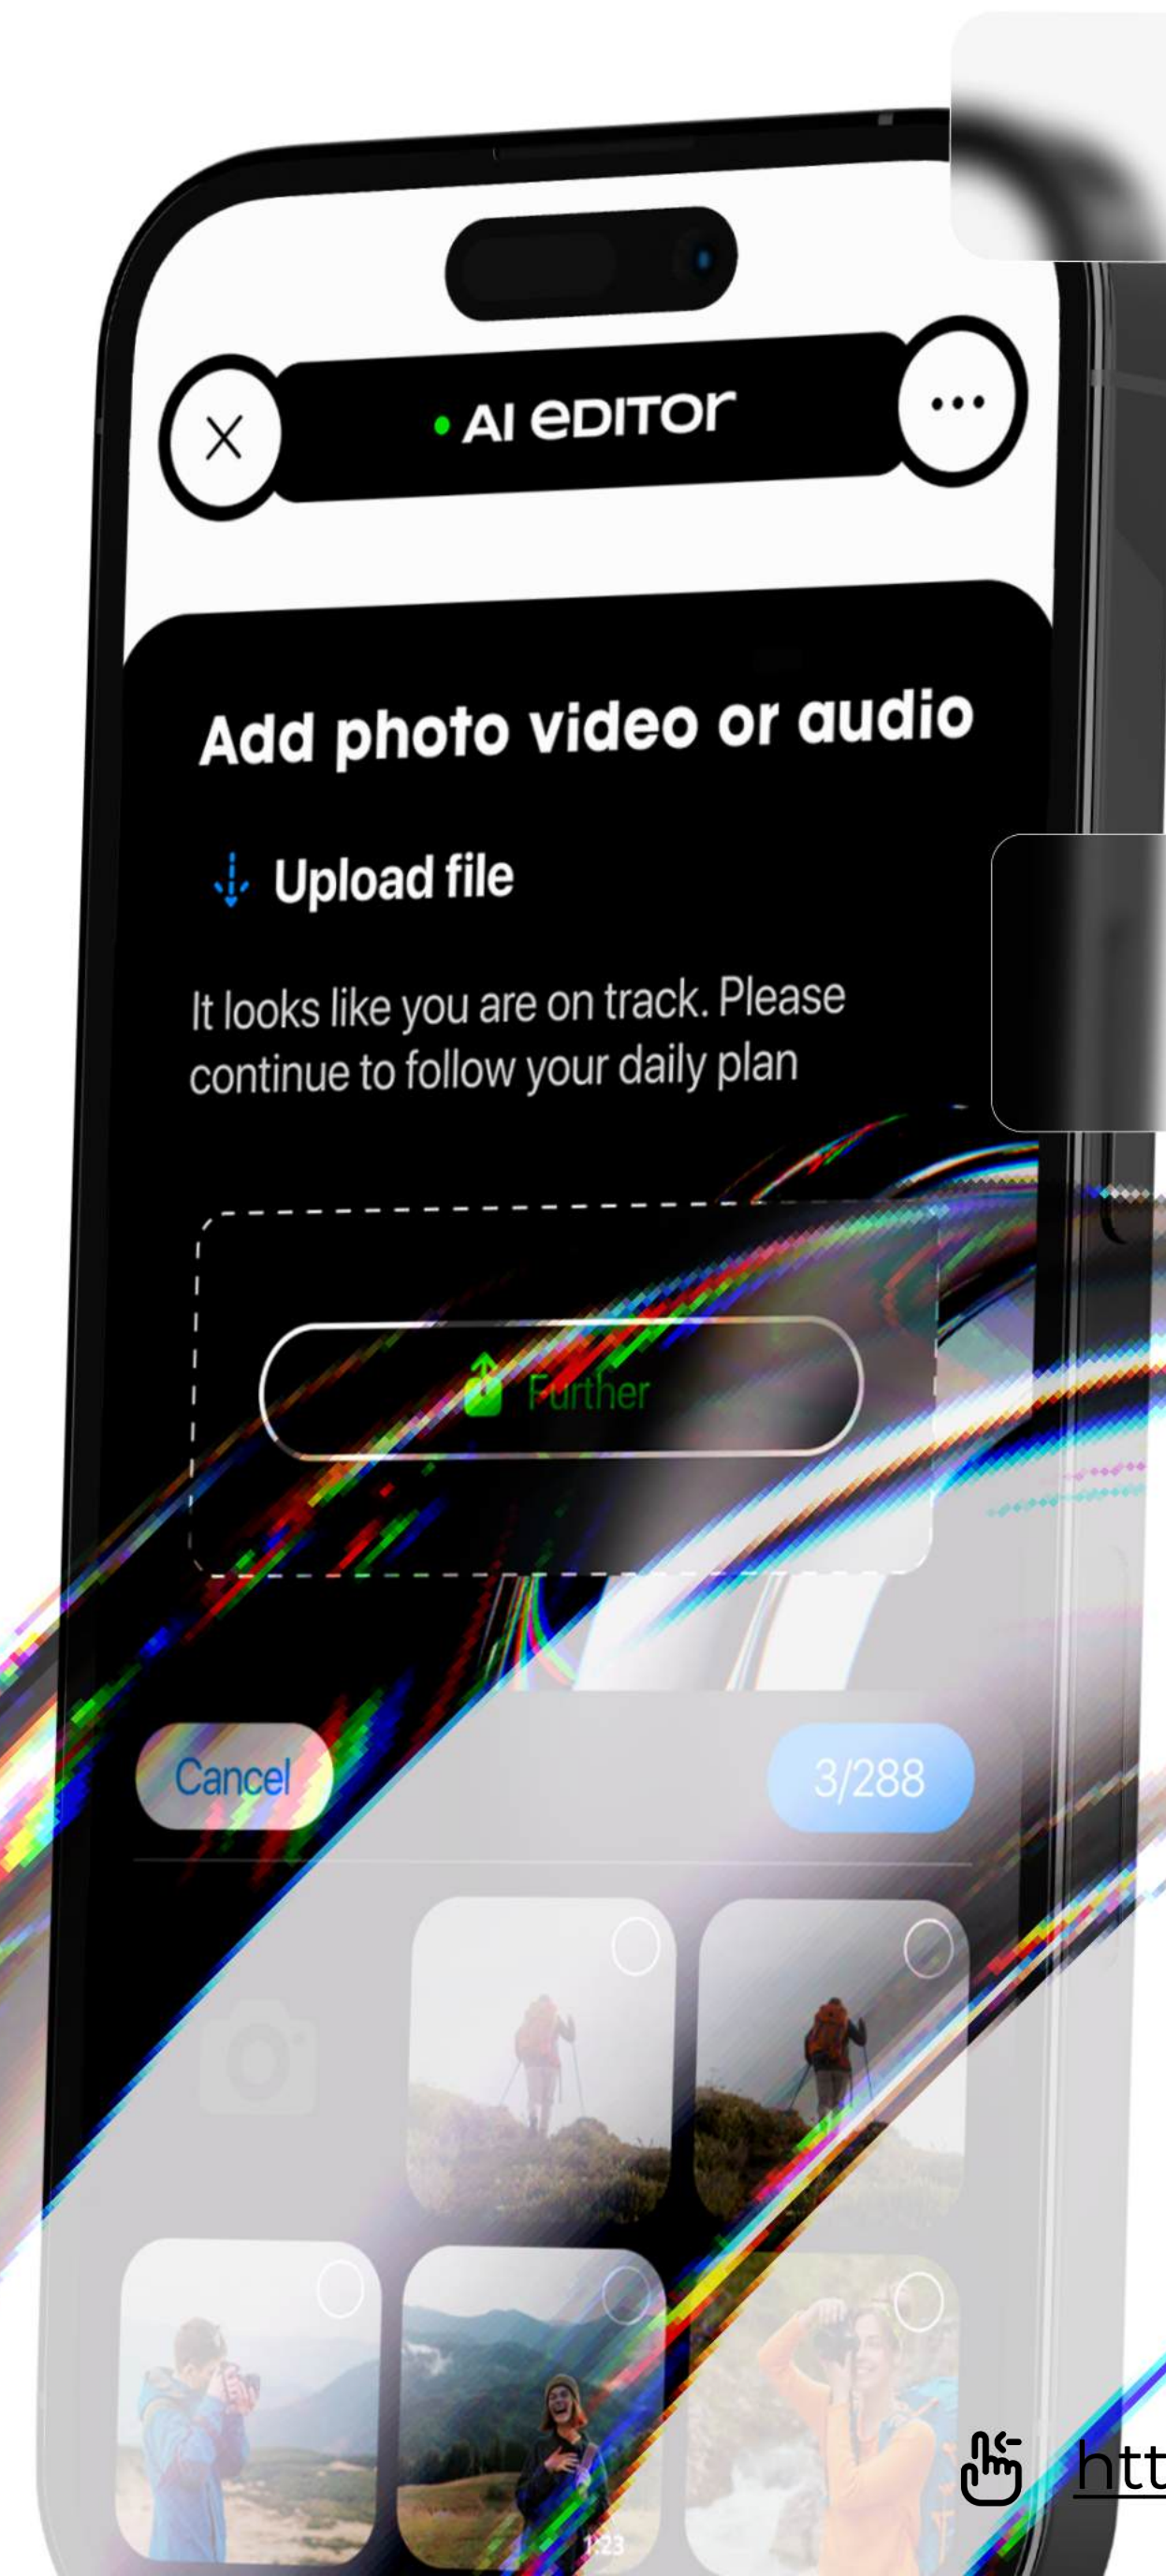 AI eDITOr
Add photo video or audio
Upload file
It looks like you are on track. Please
continue to follow your daily plan
Further
Cancel
3/288
1:23
htt